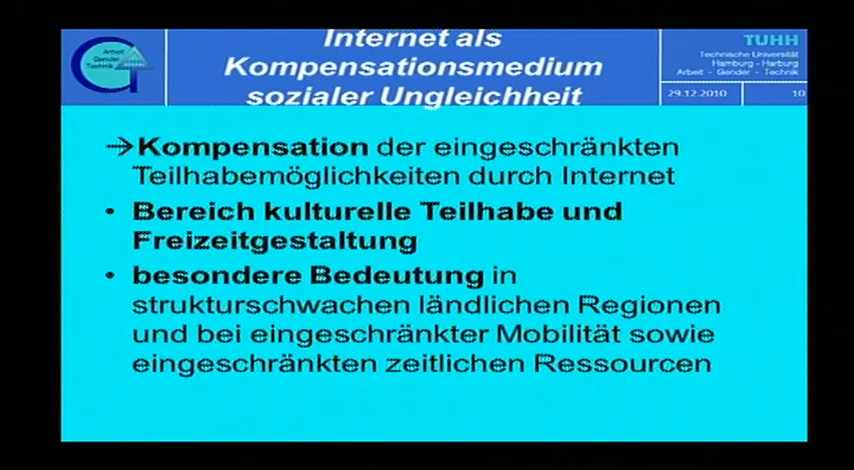 Arbeit
Gender
Technik
Internet als
Kompensationsmedium
sozialer Ungleichheit
TUHH
Technische Universität
Hamburg - Harburg
Arbeit - Gender - Technik
29.12.2010
10
→Kompensation der eingeschränkten
Teilhabemöglichkeiten durch Internet
• Bereich kulturelle Teilhabe und
Freizeitgestaltung
• besondere Bedeutung in
strukturschwachen ländlichen Regionen
und bei eingeschränkter Mobilität sowie
eingeschränkten zeitlichen Ressourcen